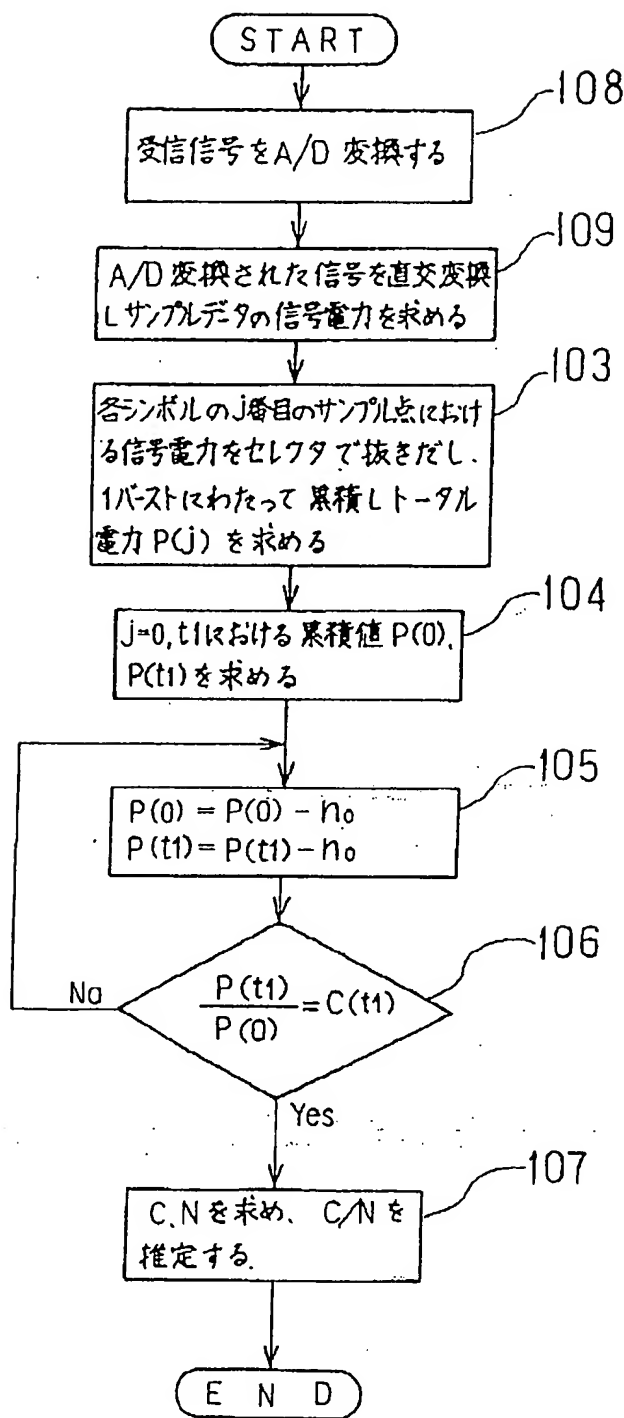 START
108
受信信号をA/D 変換する
109
A/D 変換された信号を直交変換
しサンプルデータの信号電力を求める
103
各シンボルのj番目のサンプル点におけ
る信号電力をセレクタで抜きだし、
1バーストにわたって 累積しトータル
電力 P(j) を求める
104
j=0,t1における 累積値 P(0),
P(t1) を求める
105
P(0) = P(0) - n₀
P(t1) = P(t1) - n₀
106
P(t1)
P(0)
= C(t1)
No
Yes
107
C、Nを求め、 C/Nを
推定する.
END